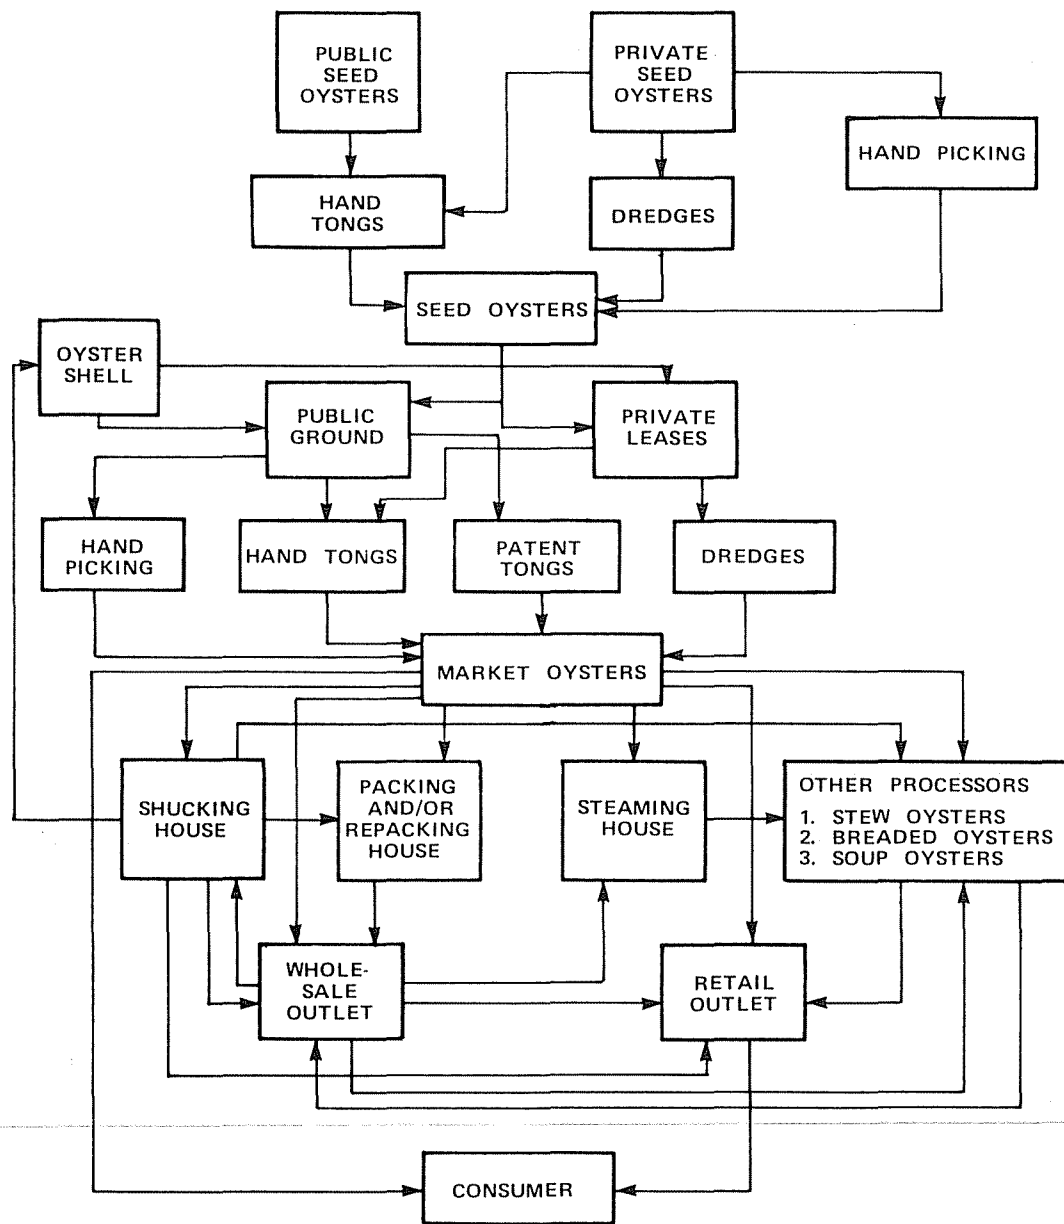 PUBLIC
SEED
OYSTERS
PRIVATE
SEED
OYSTERS
HAND PICKING
HAND
TONGS
DREDGES
SEED OYSTERS
OYSTER
SHELL
PUBLIC
GROUND
PRIVATE
LEASES
HAND
PICKING
HAND TONGS
PATENT
TONGS
DREDGES
MARKET OYSTERS
SHUCKING
HOUSE
PACKING
AND/OR
REPACKING
HOUSE
STEAMING
HOUSE
OTHER PROCESSORS
1. STEW OYSTERS
2. BREADED OYSTERS
3. SOUP OYSTERS
WHOLE-
SALE
OUTLET
RETAIL
OUTLET
CONSUMER